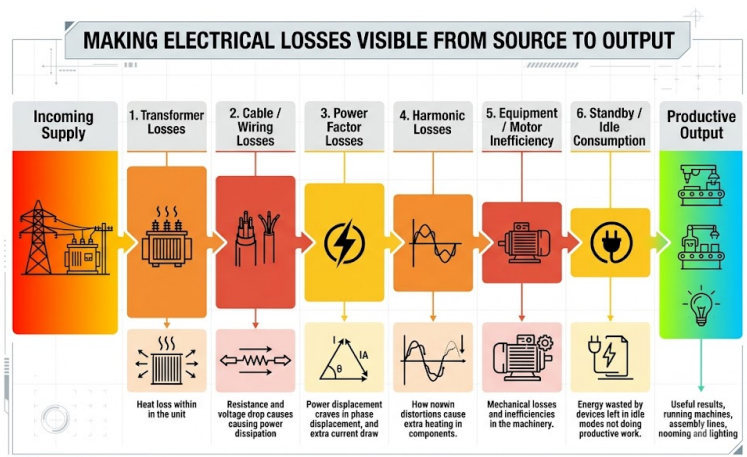 MAKING ELECTRICAL LOSSES VISIBLE FROM SOURCE TO OUTPUT
Incoming
Supply
1. Transformer
Losses
2. Cable /
Wiring
Losses
3. Power
Factor
Losses
4. Harmonic
Losses
5. Equipment
/ Motor
Inefficiency
6. Standby /
Idle
Consumption
Productive
Output
I
IA
θ
Heat loss within
in the unit
Resistance and
voltage drop causes
causing power
dissipation
Power displacement
craves in phase
displacement, and
extra current draw
How nown
distortions cause
extra heating in
components.
Mechanical losses
and inefficiencies
in the machinery.
Energy wasted by
devices left in idle
modes not doing
productive work.
Useful results,
running machines,
assembly lines,
nooming and lighting